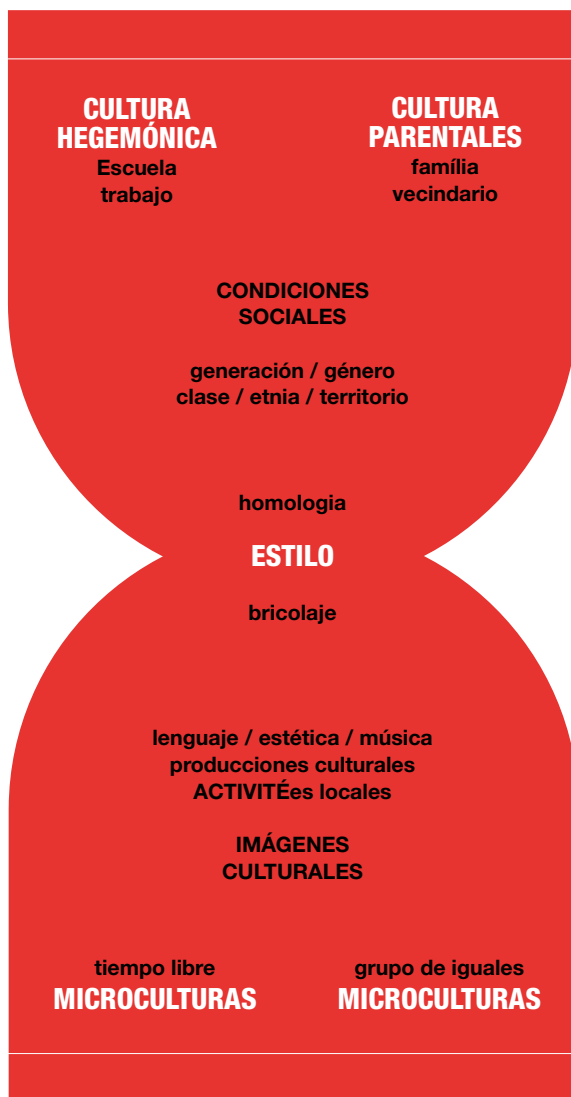 CULTURA
HEGEMÓNICA
Escuela
trabajo
CULTURA
PARENTALES
família
vecindario
CONDICIONES
SOCIALES
generación / género
clase / etnia / territorio
homologia
ESTILO
bricolaje
lenguaje / estética / música
producciones culturales
ACTIVITÉes locales
IMÁGENES
CULTURALES
tiempo libre
MICROCULTURAS
grupo de iguales
MICROCULTURAS